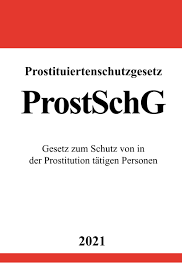 Prostituiertenschutzgesetz
ProstSchG
Gesetz zum Schutz von in
der Prostitution tätigen Personen
2021